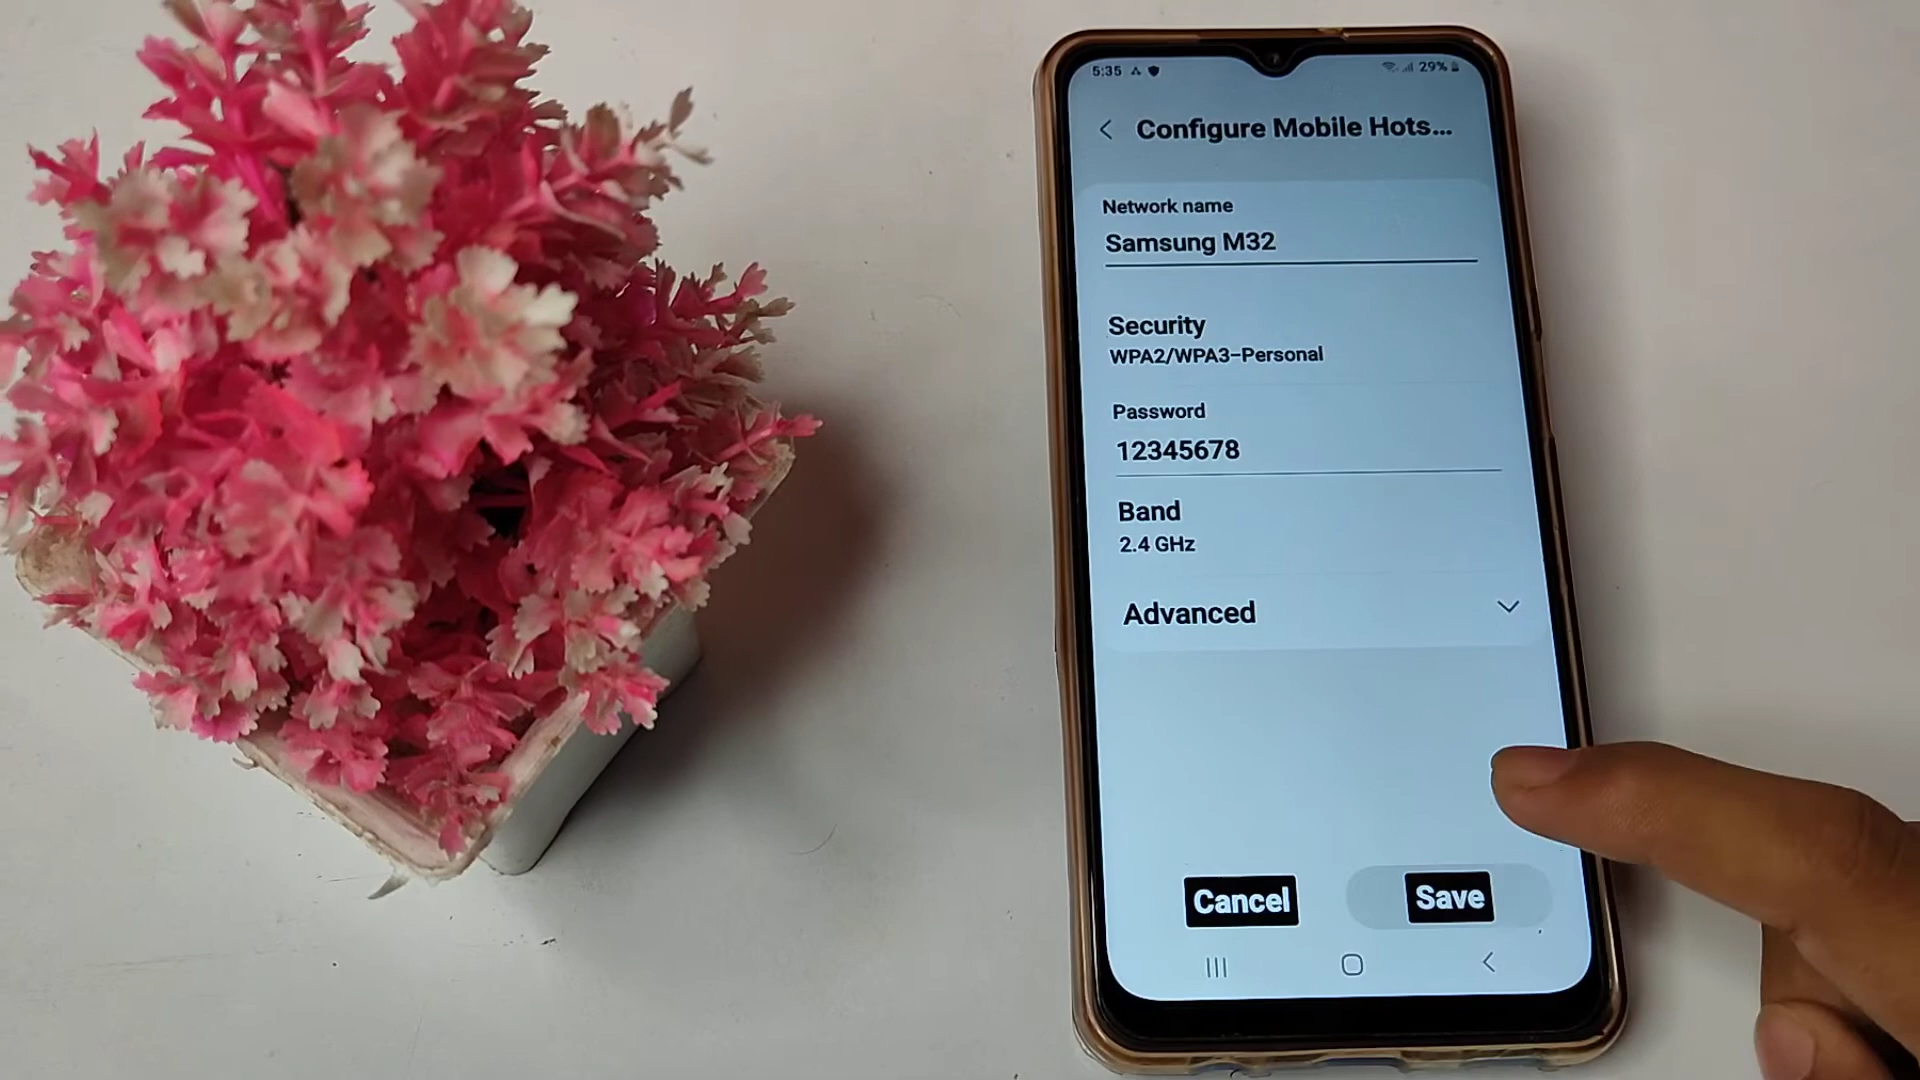 5:35 29%
Configure Mobile Hots...
Network name
Samsung M32
Security
WPA2/WPA3-Personal
Password
12345678
Band
2.4 GHz
Advanced
Cancel Save